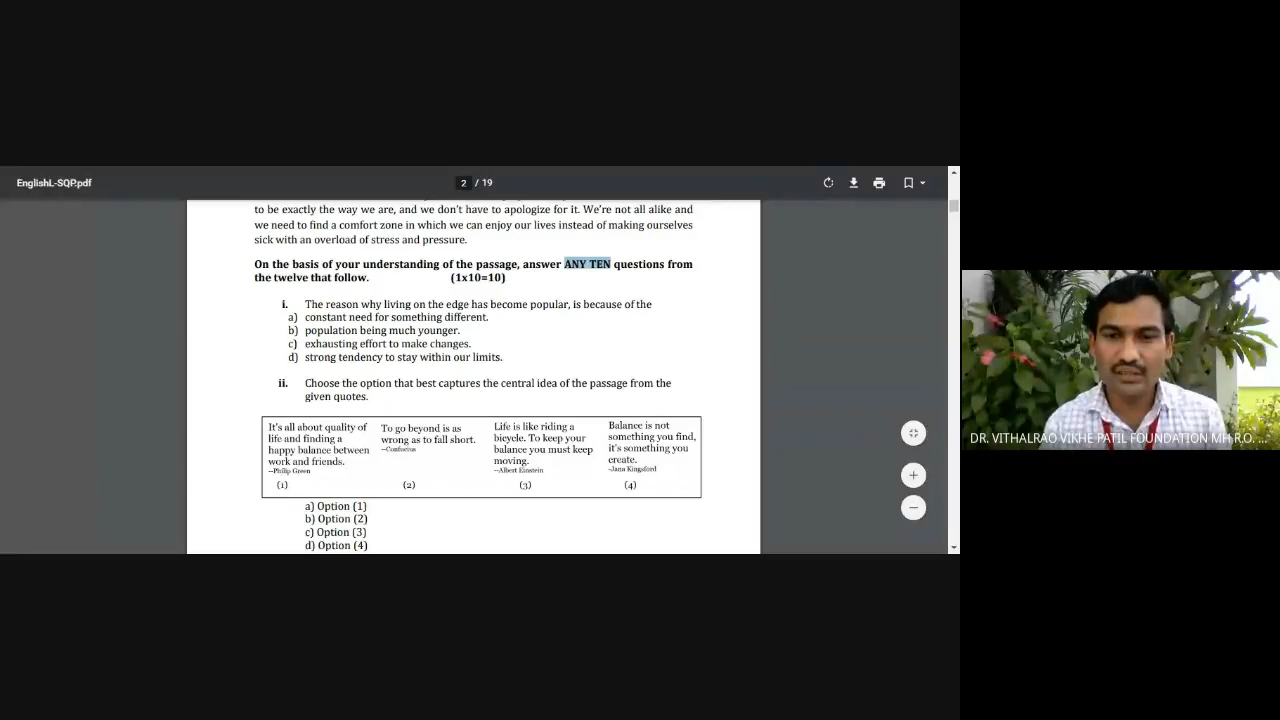 EnglishL-SQP.pdf
2 / 19
to be exactly the way we are, and we don't have to apologize for it. We're not all alike and
we need to find a comfort zone in which we can enjoy our lives instead of making ourselves
sick with an overload of stress and pressure.
On the basis of your understanding of the passage, answer ANY TEN questions from
the twelve that follow. (1x10=10)
i. The reason why living on the edge has become popular, is because of the
a) constant need for something different.
b) population being much younger.
c) exhausting effort to make changes.
d) strong tendency to stay within our limits.
ii. Choose the option that best captures the central idea of the passage from the
given quotes.
It's all about quality of
life and finding a
happy balance between
work and friends.
--Philip Green
(1)
To go beyond is as
wrong as to fall short.
--Confucius
(2)
Life is like riding a
bicycle. To keep your
balance you must keep
moving.
--Albert Einstein
(3)
Balance is not
something you find,
it's something you
create.
-Jana Kingsford
(4)
a) Option (1)
b) Option (2)
c) Option (3)
d) Option (4)
DR. VITHALRAO VIKHE PATIL FOUNDATION MH R.O. ...